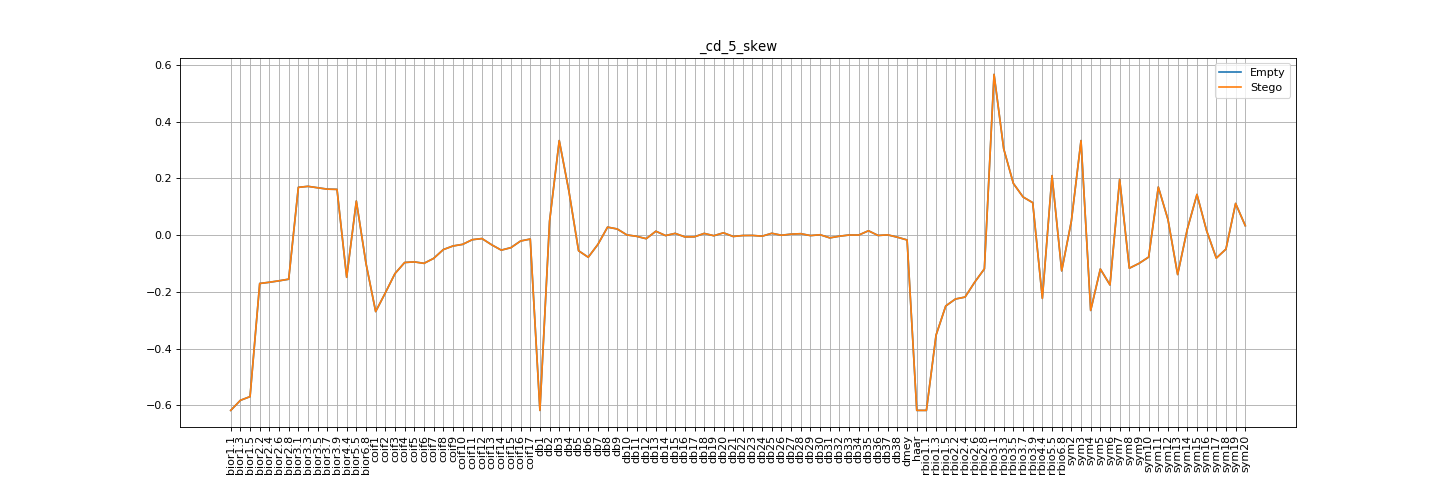 _cd_5_skew
Empty
Stego
0.6
0.4
0.2
0.0
−0.2
−0.4
−0.6
bior1.1
bior1.3
bior1.5
bior2.2
bior2.4
bior2.6
bior2.8
bior3.1
bior3.3
bior3.5
bior3.7
bior3.9
bior4.4
bior5.5
bior6.8
coif1
coif2
coif3
coif4
coif5
coif6
coif7
coif8
coif9
coif10
coif11
coif12
coif13
coif14
coif15
coif16
coif17
db1
db2
db3
db4
db5
db6
db7
db8
db9
db10
db11
db12
db13
db14
db15
db16
db17
db18
db19
db20
db21
db22
db23
db24
db25
db26
db27
db28
db29
db30
db31
db32
db33
db34
db35
db36
db37
db38
dmey
haar
rbio1.1
rbio1.3
rbio1.5
rbio2.2
rbio2.4
rbio2.6
rbio2.8
rbio3.1
rbio3.3
rbio3.5
rbio3.7
rbio3.9
rbio4.4
rbio5.5
rbio6.8
sym2
sym3
sym4
sym5
sym6
sym7
sym8
sym9
sym10
sym11
sym12
sym13
sym14
sym15
sym16
sym17
sym18
sym19
sym20